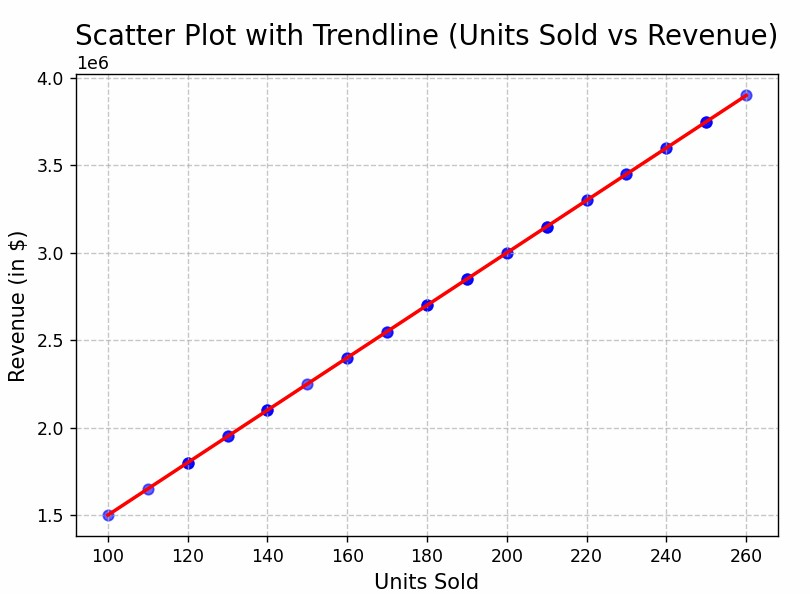 Scatter Plot with Trendline (Units Sold vs Revenue)
1e6
4.0
3.5
3.0
2.5
2.0
1.5
Revenue (in $)
100 120 140 160 180 200 220 240 260
Units Sold